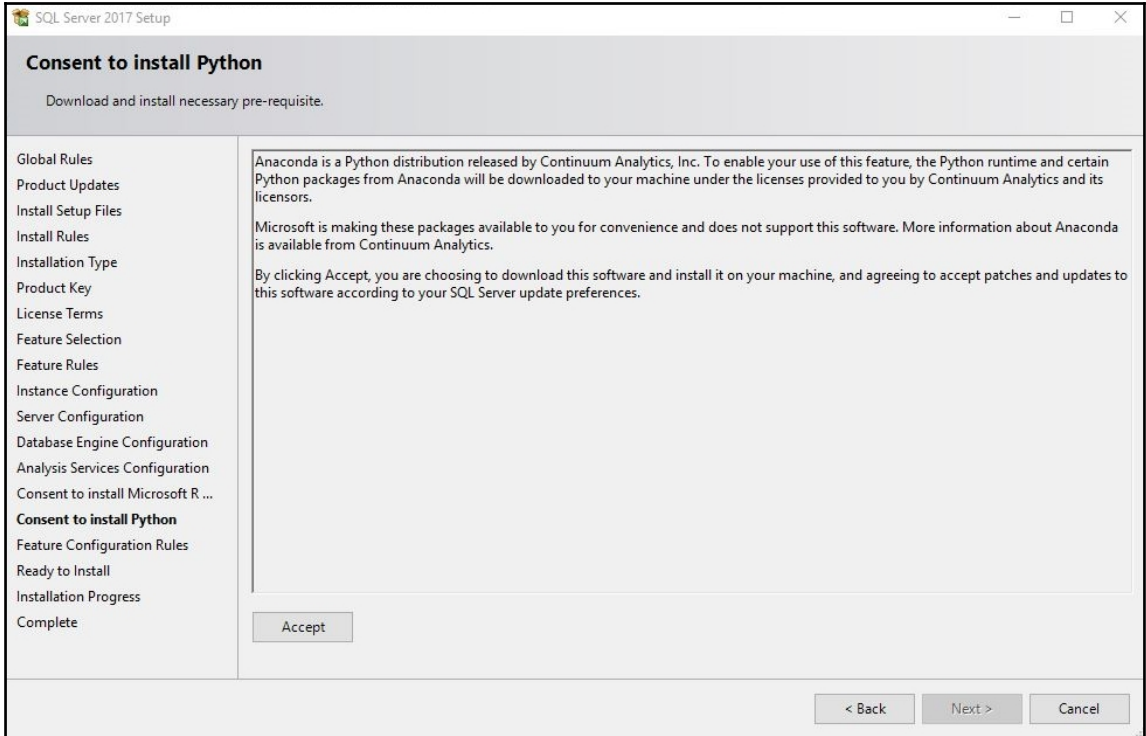 SQL Server 2017 Setup
Consent to install Python
Download and install necessary pre-requisite.
Global Rules
Product Updates
Install Setup Files
Install Rules
Installation Type
Product Key
License Terms
Feature Selection
Feature Rules
Instance Configuration
Server Configuration
Database Engine Configuration
Analysis Services Configuration
Consent to install Microsoft R ...
Consent to install Python
Feature Configuration Rules
Ready to Install
Installation Progress
Complete
Anaconda is a Python distribution released by Continuum Analytics, Inc. To enable your use of this feature, the Python runtime and certain
Python packages from Anaconda will be downloaded to your machine under the licenses provided to you by Continuum Analytics and its
licensors.
Microsoft is making these packages available to you for convenience and does not support this software. More information about Anaconda
is available from Continuum Analytics.
By clicking Accept, you are choosing to download this software and install it on your machine, and agreeing to accept patches and updates to
this software according to your SQL Server update preferences.
Accept
< Back
Next >
Cancel